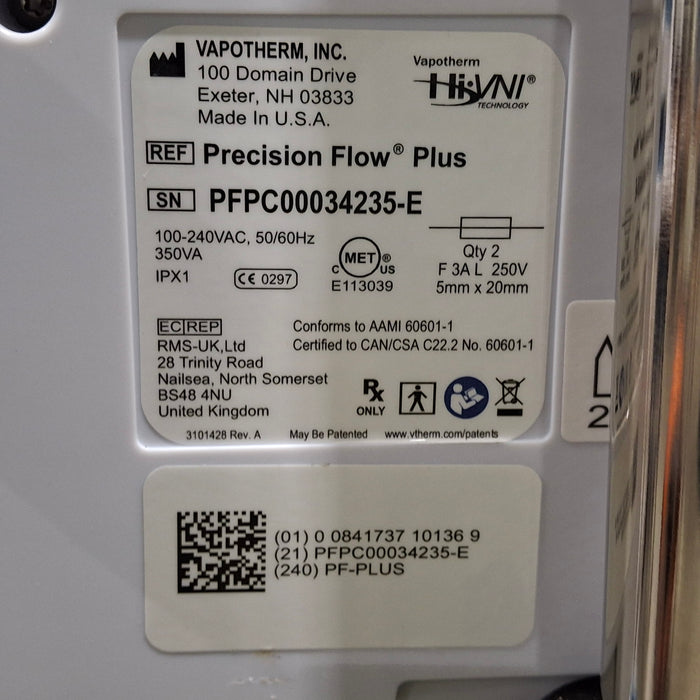 VAPOTHERM, INC.
100 Domain Drive
Exeter, NH 03833
Made In U.S.A.
Vapotherm
Hi-VNI®
TECHNOLOGY
REF Precision Flow® Plus
SN PFPC00034235-E
100-240VAC, 50/60Hz
350VA
IPX1
CE 0297
c MET ® US
E113039
Qty 2
F 3A L 250V
5mm x 20mm
EC REP
RMS-UK,Ltd
28 Trinity Road
Nailsea, North Somerset
BS48 4NU
United Kingdom
Conforms to AAMI 60601-1
Certified to CAN/CSA C22.2 No. 60601-1
Rx
ONLY
3101428 Rev. A May Be Patented www.vtherm.com/patents
2
(01) 0 0841737 10136 9
(21) PFPC00034235-E
(240) PF-PLUS